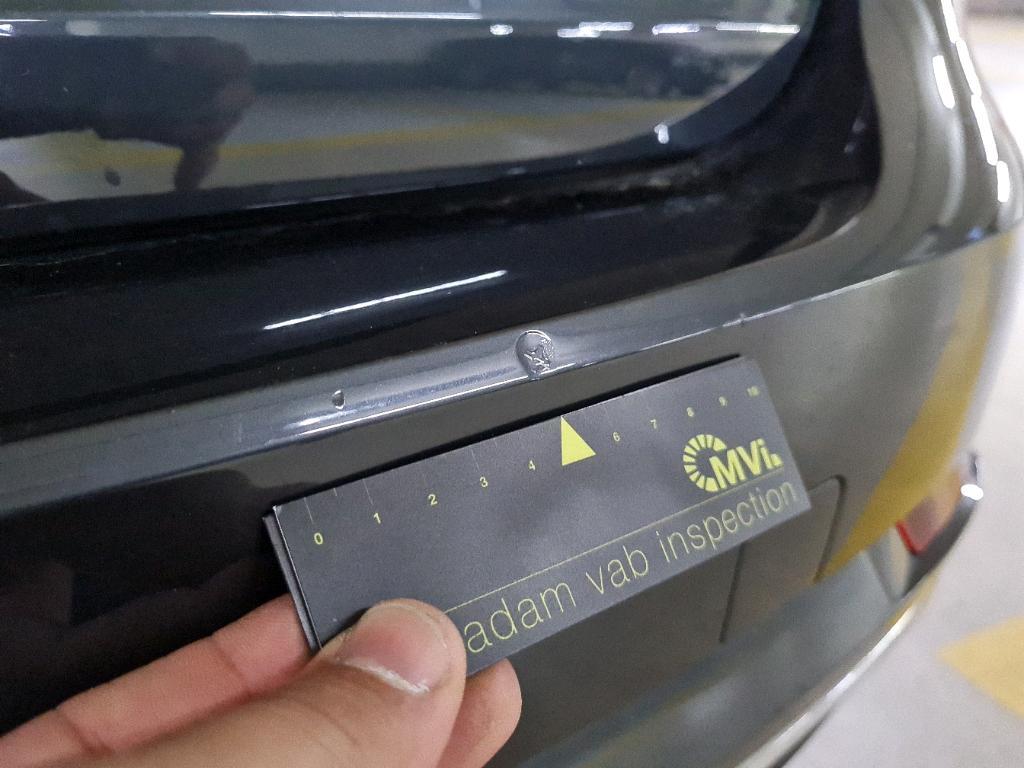 0 1 2 3 4 6 7 8 9 10
MVi.
adam vab inspection